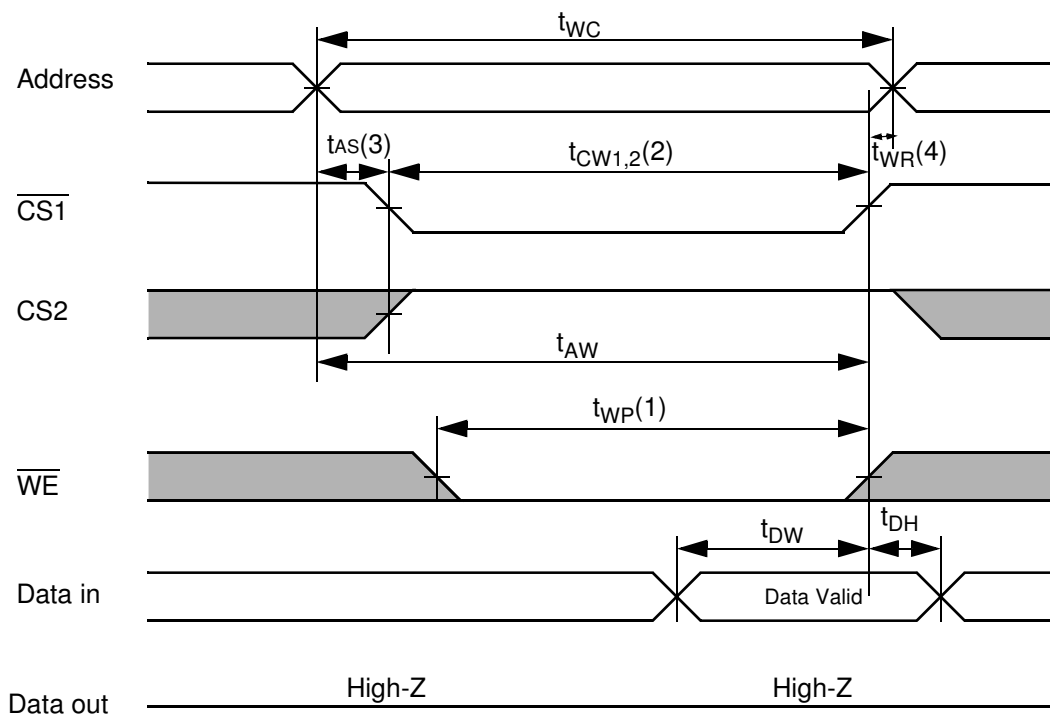 tWC
Address
tAS(3)
tCW1,2(2)
tWR(4)
CS1
CS2
tAW
tWP(1)
WE
tDW
tDH
Data in
Data Valid
High-Z
High-Z
Data out